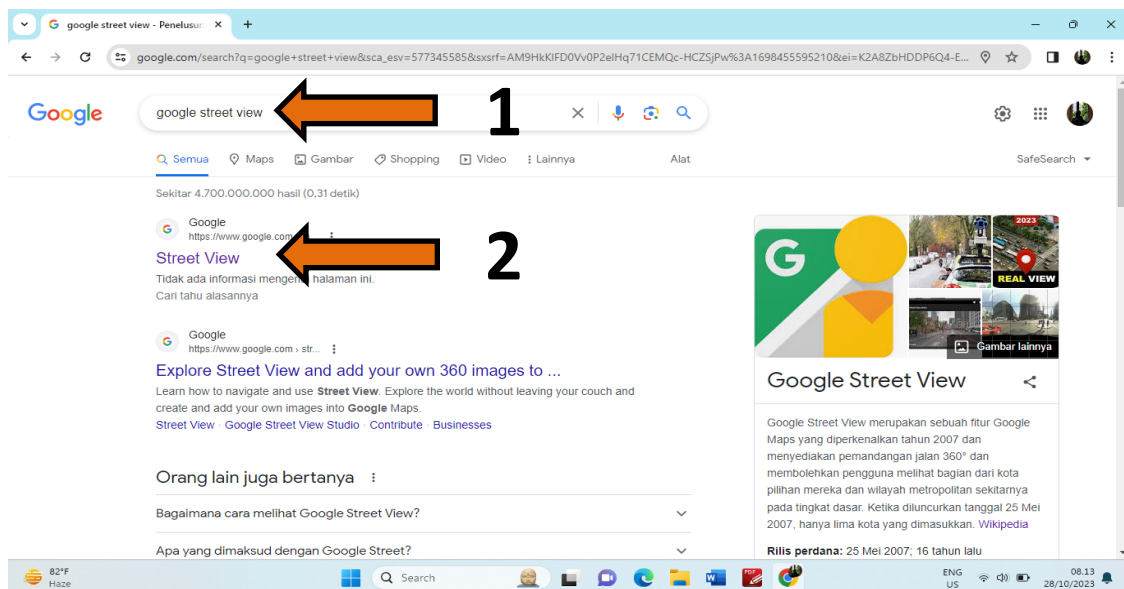 google street view - Penelusur
google.com/search?q=google+street+view&sca_esv=577345585&sxsrf=AM9HkKlFD0Vv0P2elHq71CEMQc-HCZSjPw%3A1698455595210&ei=K2A8ZbHDDP6Q4-E...
Google
google street view
1
Semua Maps Gambar Shopping Video Lainnya Alat
SafeSearch
Sekitar 4.700.000.000 hasil (0,31 detik)
Google
https://www.google.com
Street View
2
Tidak ada informasi mengenai halaman ini.
Cari tahu alasannya
Google
https://www.google.com › str...
Explore Street View and add your own 360 images to ...
Learn how to navigate and use Street View. Explore the world without leaving your couch and
create and add your own images into Google Maps.
Street View · Google Street View Studio · Contribute · Businesses
Orang lain juga bertanya
Bagaimana cara melihat Google Street View?
Apa yang dimaksud dengan Google Street?
G
2023
REAL VIEW
Gambar lainnya
Google Street View
Google Street View merupakan sebuah fitur Google
Maps yang diperkenalkan tahun 2007 dan
menyediakan pemandangan jalan 360° dan
membolehkan pengguna melihat bagian dari kota
pilihan mereka dan wilayah metropolitan sekitarnya
pada tingkat dasar. Ketika diluncurkan tanggal 25 Mei
2007, hanya lima kota yang dimasukkan. Wikipedia
Rilis perdana: 25 Mei 2007; 16 tahun lalu
82°F
Haze
Search
PDF
ENG
US
08.13
28/10/2023